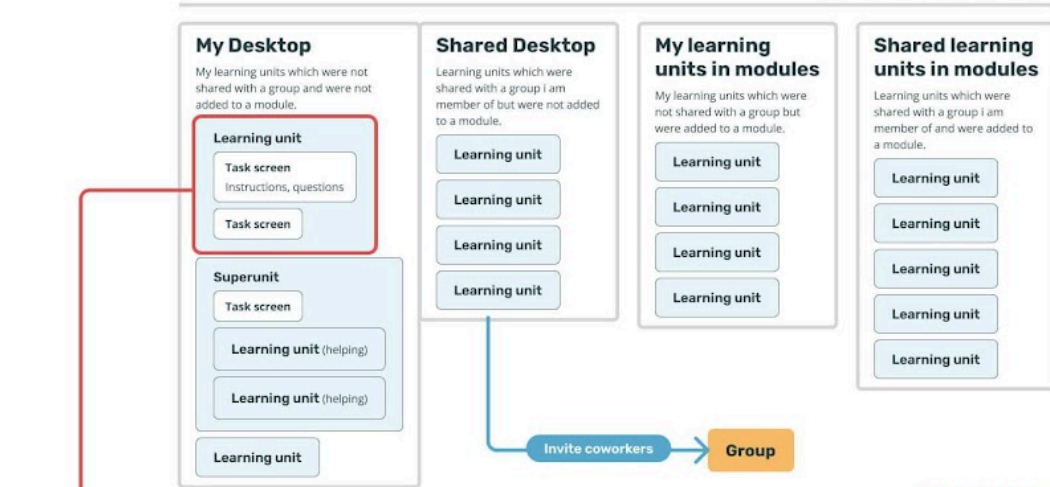 My Desktop
My learning units which were not
shared with a group and were not
added to a module.
Learning unit
Task screen
Instructions, questions
Task screen
Superunit
Task screen
Learning unit (helping)
Learning unit (helping)
Learning unit
Shared Desktop
Learning units which were
shared with a group i am
member of but were not added
to a module.
Learning unit
Learning unit
Learning unit
Learning unit
Invite coworkers
Group
My learning
units in modules
My learning units which were
not shared with a group but
were added to a module.
Learning unit
Learning unit
Learning unit
Learning unit
Shared learning
units in modules
Learning units which were
shared with a group i am
member of and were added to
a module.
Learning unit
Learning unit
Learning unit
Learning unit
Learning unit